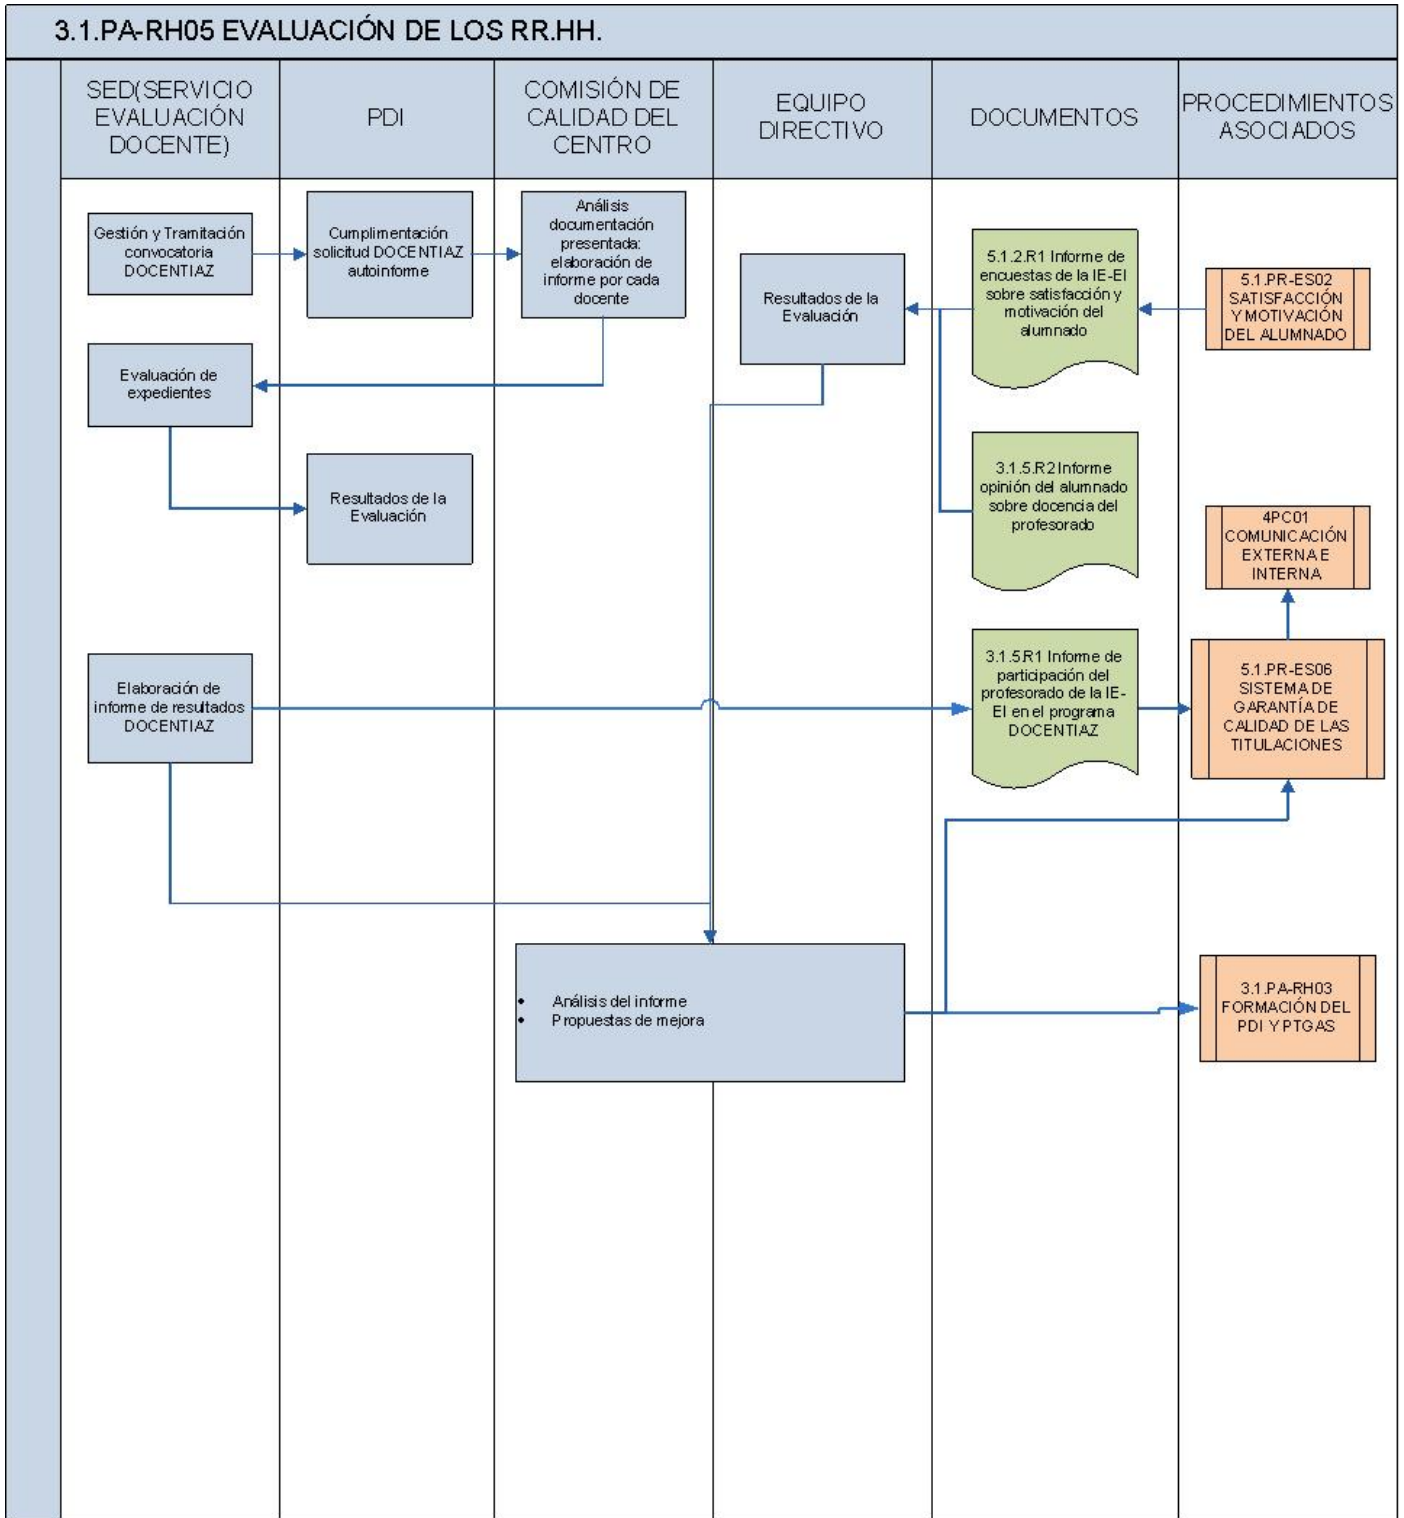 3.1.PA-RH05 EVALUACIÓN DE LOS RR.HH.
SED(SERVICIO
EVALUACIÓN
DOCENTE)
PDI
COMISIÓN DE
CALIDAD DEL
CENTRO
EQUIPO
DIRECTIVO
DOCUMENTOS
PROCEDIMIENTOS
ASOCIADOS
Gestión y Tramitación
convocatoria
DOCENTIAZ
Cumplimentación
solicitud DOCENTIAZ
autoinforme
Análisis
documentación
presentada:
elaboración de
informe por cada
docente
Resultados de la
Evaluación
5.1.2.R1 Informe de
encuestas de la IE-EI
sobre satisfacción y
motivación del
alumnado
5.1.PR-ES02
SATISFACCIÓN
Y MOTIVACIÓN
DEL ALUMNADO
Evaluación de
expedientes
Resultados de la
Evaluación
3.1.5.R2 Informe
opinión del alumnado
sobre docencia del
profesorado
4PC01
COMUNICACIÓN
EXTERNA E
INTERNA
Elaboración de
informe de resultados
DOCENTIAZ
3.1.5R1 Informe de
participación del
profesorado de la IE-
EI en el programa
DOCENTIAZ
5.1.PR-ES06
SISTEMA DE
GARANTÍA DE
CALIDAD DE LAS
TITULACIONES
• Análisis del informe
• Propuestas de mejora
3.1.PA-RH03
FORMACIÓN DEL
PDI Y PTGAS